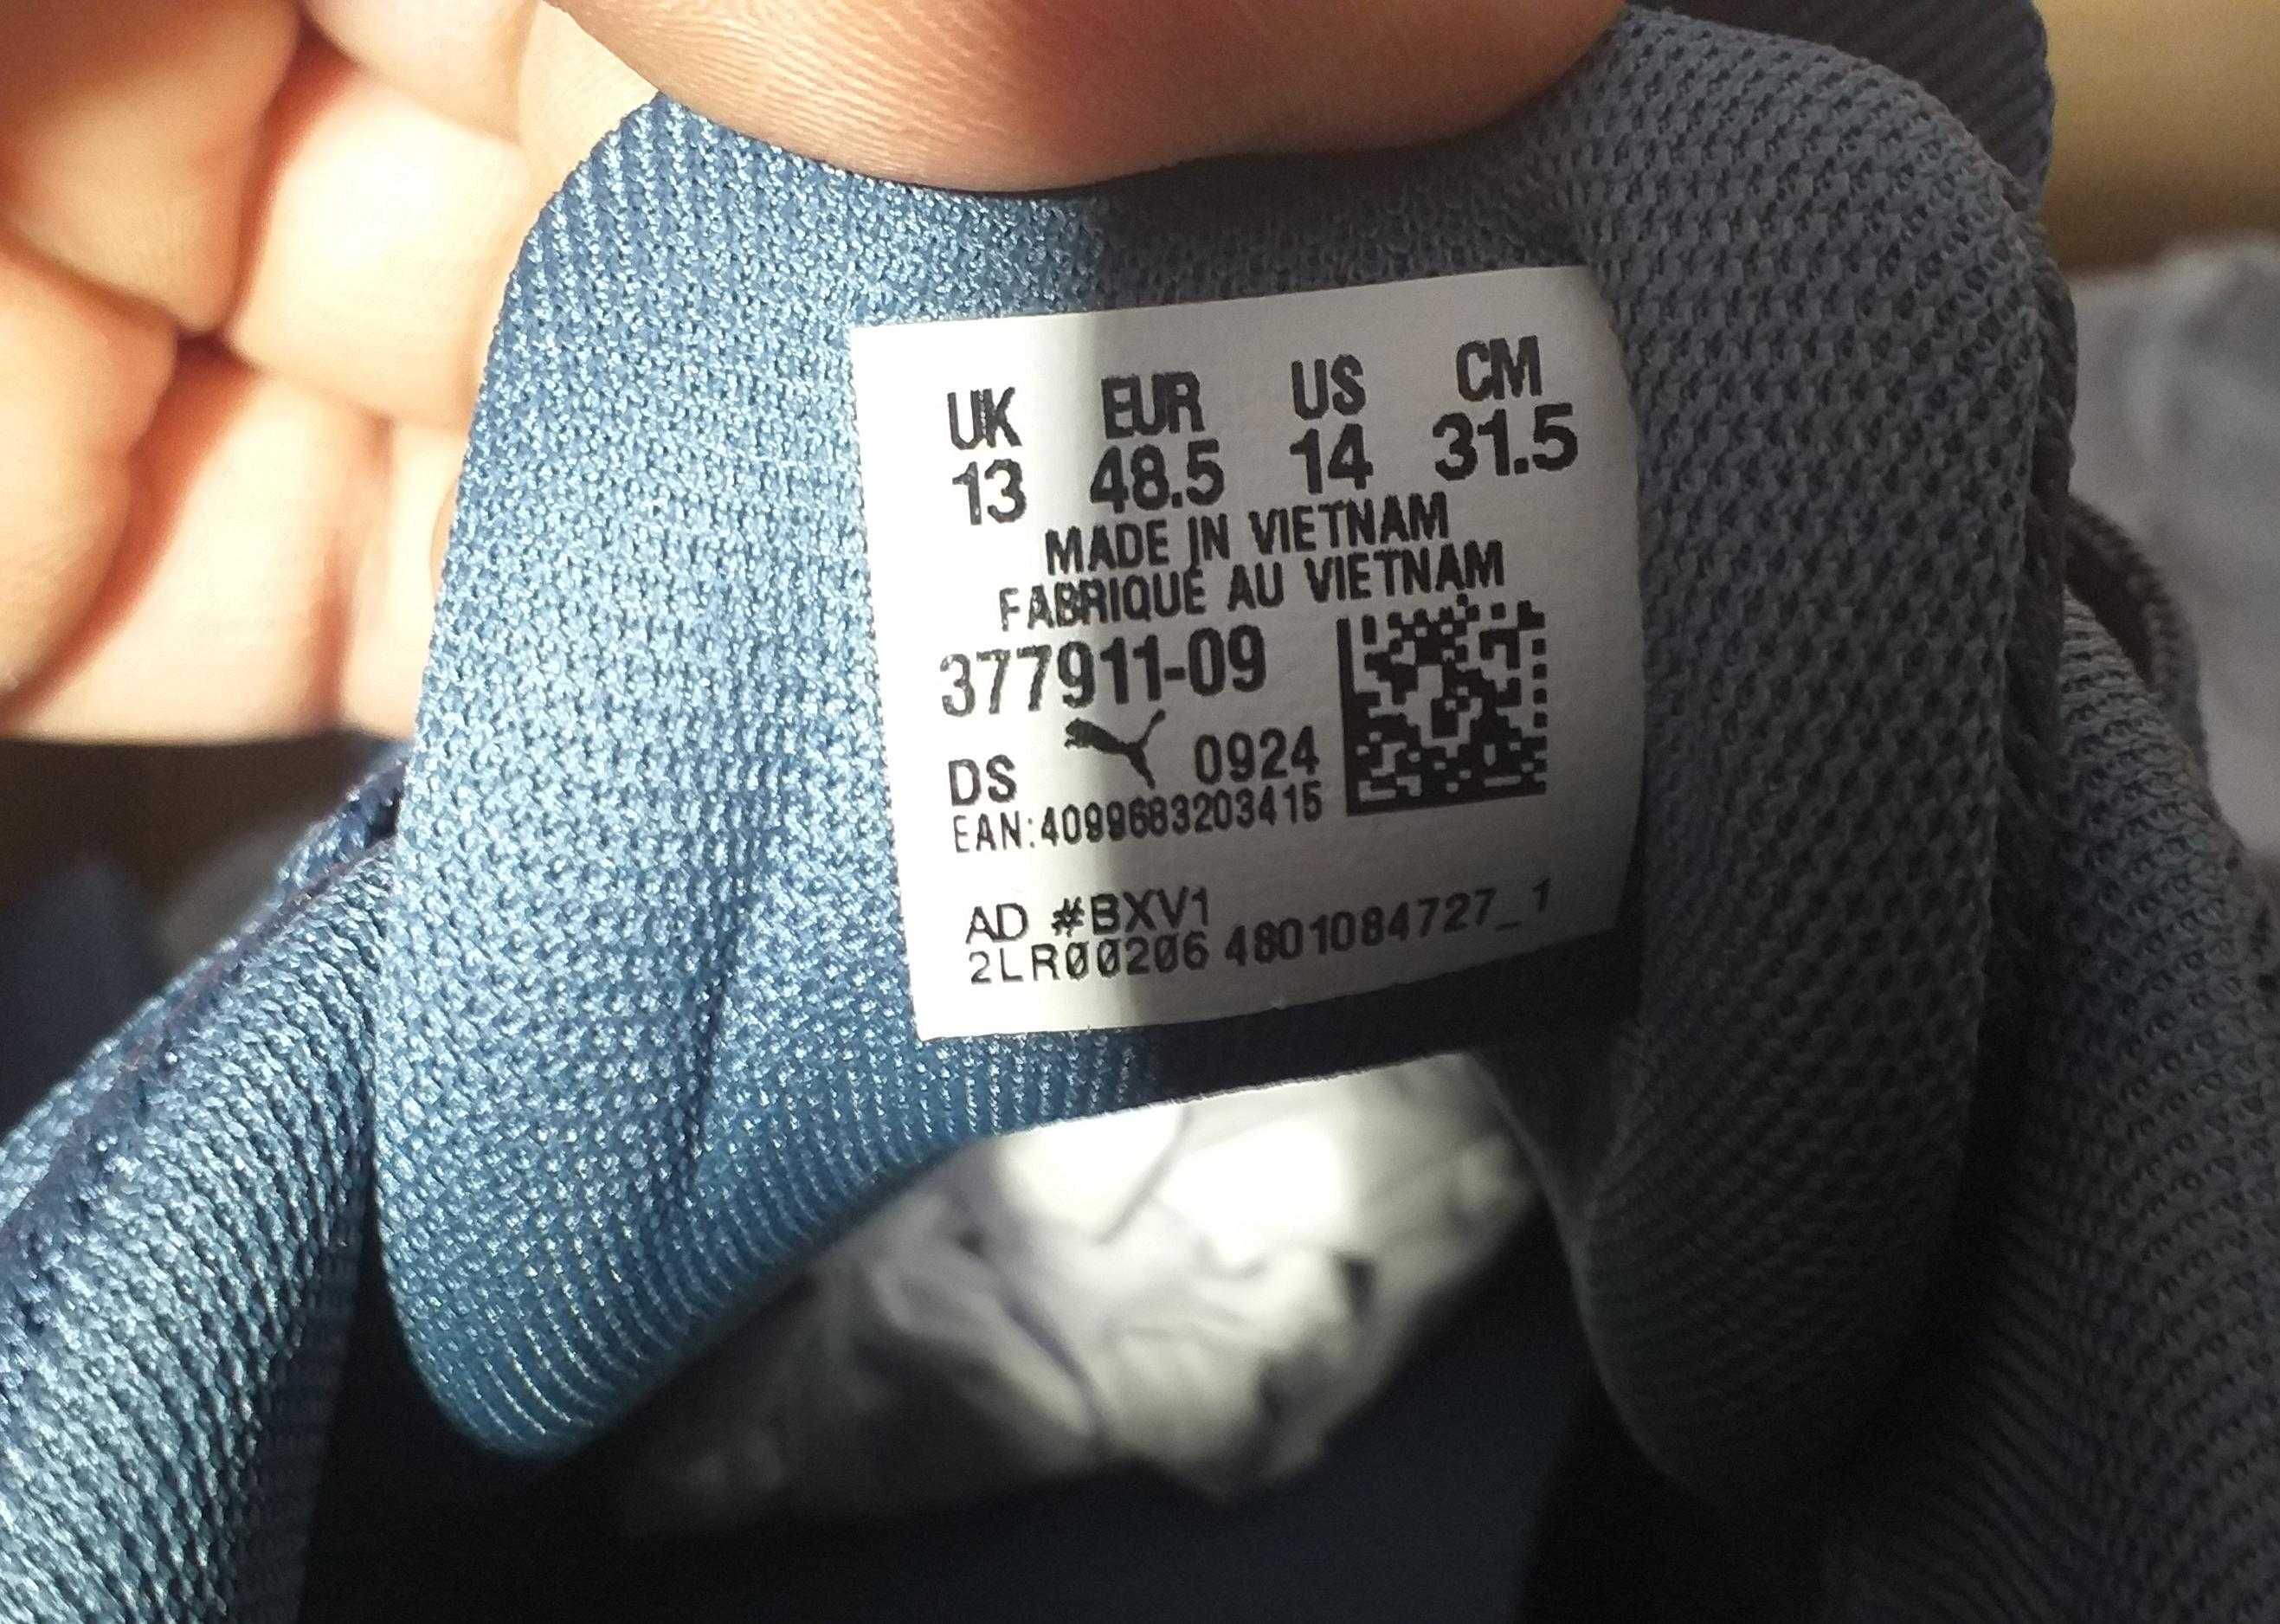 UK EUR US CM
13 48.5 14 31.5
MADE IN VIETNAM
FABRIQUÉ AU VIETNAM
377911-09
DS 0924
EAN:4099683203415
AD #BXV1
2LR00206 4801084727_1